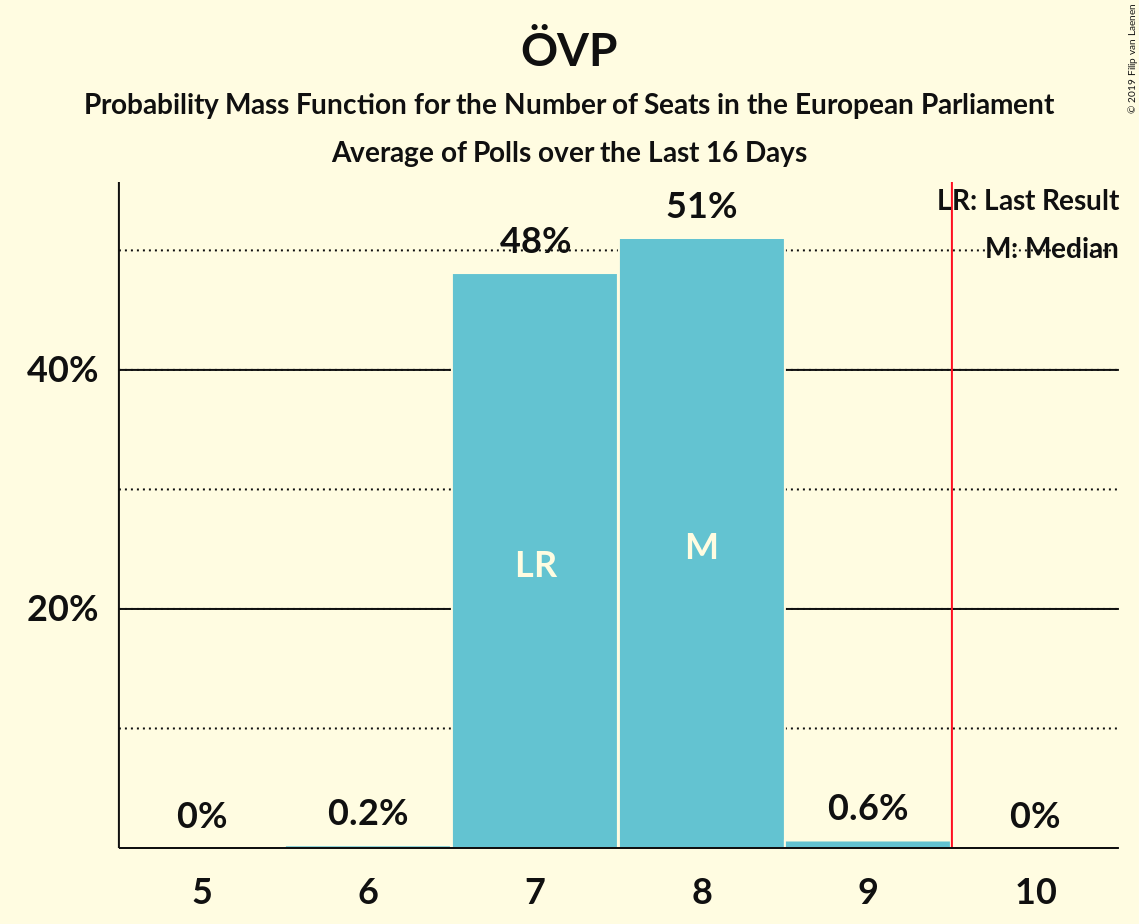 ÖVP
Probability Mass Function for the Number of Seats in the European Parliament
Average of Polls over the Last 16 Days
© 2019 Filip van Laenen
LR: Last Result
M: Median
51%
48%
40%
20%
LR
M
0%
0.2%
0.6%
0%
5
6
7
8
9
10